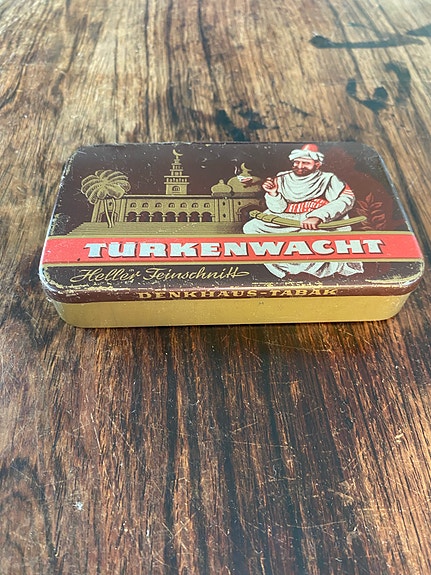 TURKENWACHT
Heller Feinschnitt
DENKHAUS-TABAK